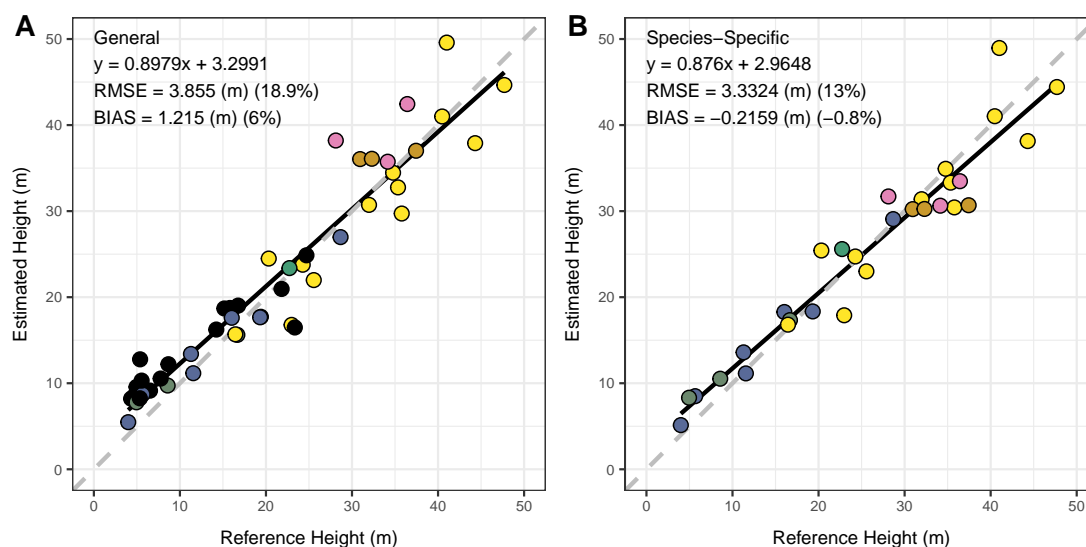 A
General
y = 0.8979x + 3.2991
RMSE = 3.855 (m) (18.9%)
BIAS = 1.215 (m) (6%)
50
40
30
20
10
0
Estimated Height (m)
0 10 20 30 40 50
Reference Height (m)
B
Species−Specific
y = 0.876x + 2.9648
RMSE = 3.3324 (m) (13%)
BIAS = −0.2159 (m) (−0.8%)
50
40
30
20
10
0
Estimated Height (m)
0 10 20 30 40 50
Reference Height (m)